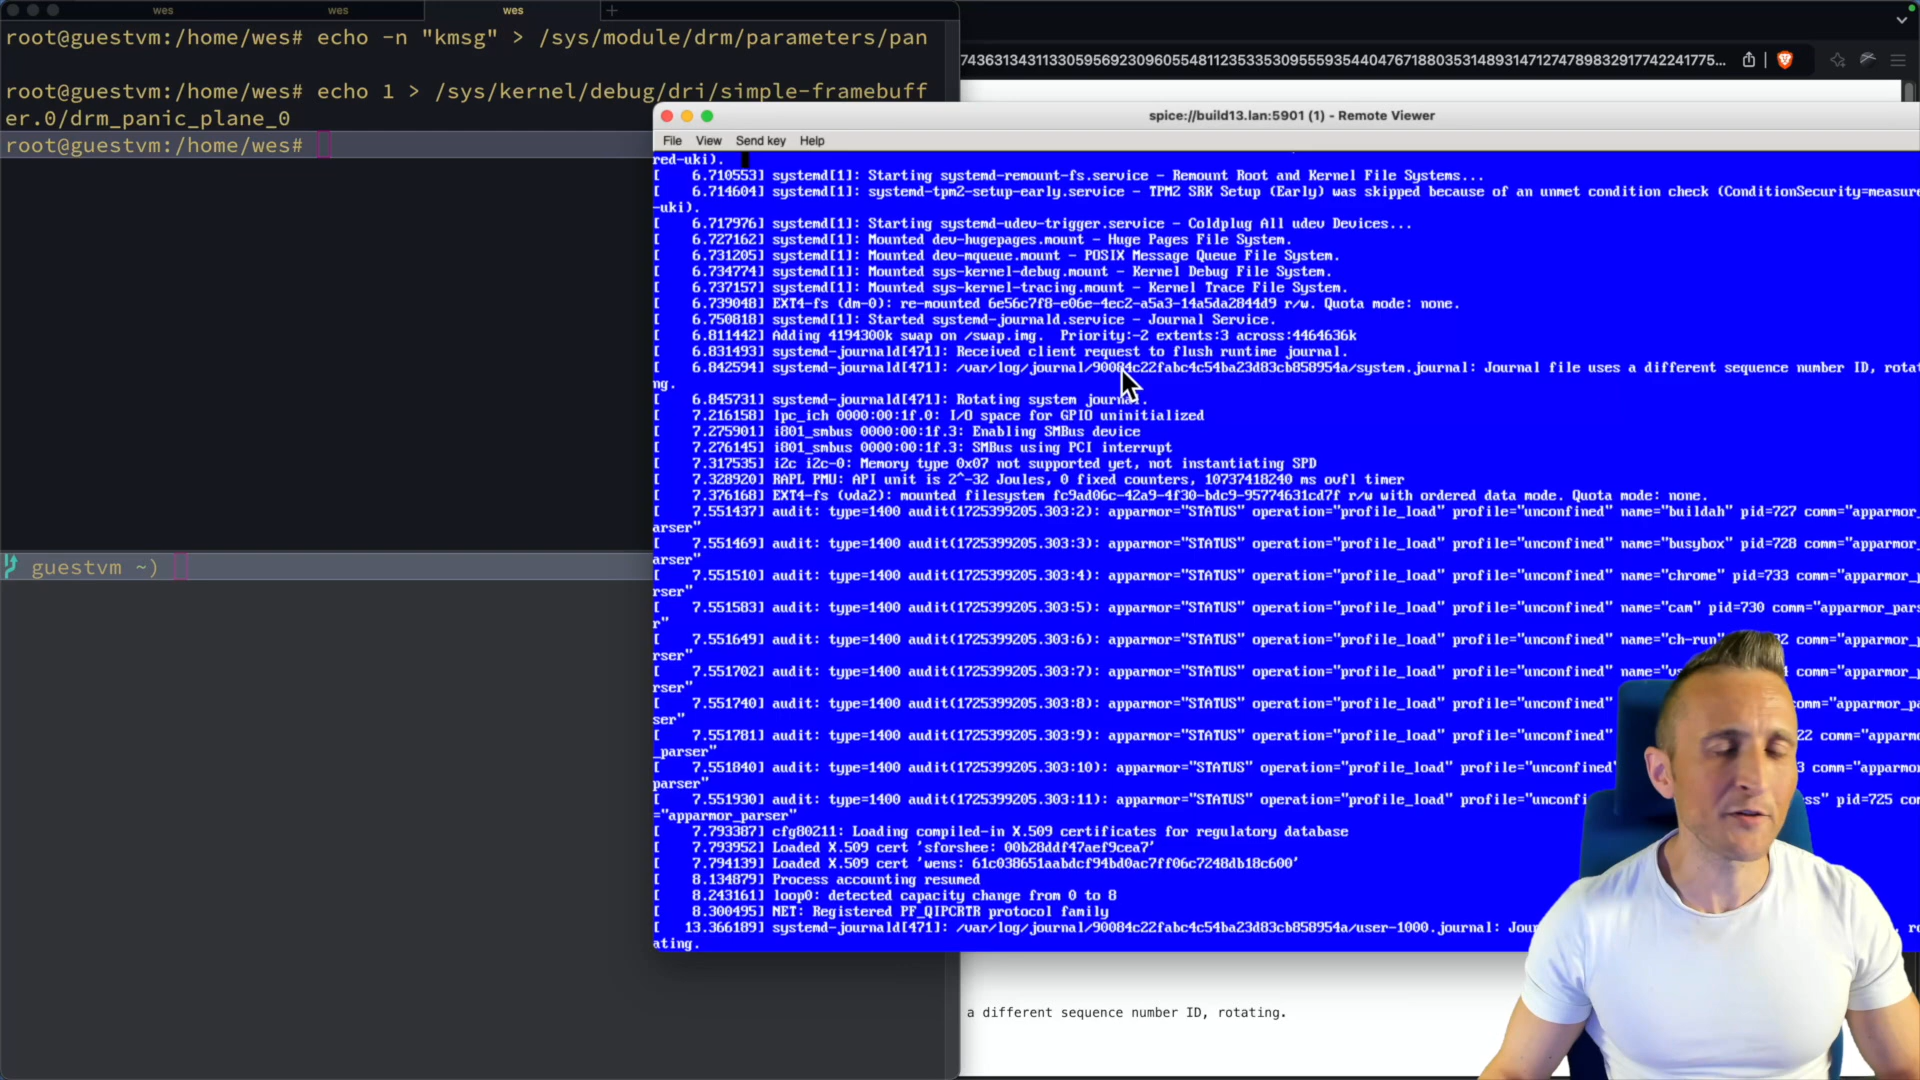 wes
wes
wes
root@guestvm:/home/wes# echo -n "kmsg" > /sys/module/drm/parameters/pan
root@guestvm:/home/wes# echo 1 > /sys/kernel/debug/dri/simple-framebuff
er.0/drm_panic_plane_0
root@guestvm:/home/wes#
guestvm ~)
spice://build13.lan:5901 (1) - Remote Viewer
File View Send key Help
red-uki).
[    6.710553] systemd[1]: Starting systemd-remount-fs.service - Remount Root and Kernel File Systems...
[    6.714604] systemd[1]: systemd-tpm2-setup-early.service - TPM2 SRK Setup (Early) was skipped because of an unmet condition check (ConditionSecurity=measure
-uki).
[    6.717976] systemd[1]: Starting systemd-udev-trigger.service - Coldplug All udev Devices...
[    6.727162] systemd[1]: Mounted dev-hugepages.mount - Huge Pages File System.
[    6.731205] systemd[1]: Mounted dev-mqueue.mount - POSIX Message Queue File System.
[    6.734774] systemd[1]: Mounted sys-kernel-debug.mount - Kernel Debug File System.
[    6.737157] systemd[1]: Mounted sys-kernel-tracing.mount - Kernel Trace File System.
[    6.739048] EXT4-fs (dm-0): re-mounted 6e56c7f8-e06e-4ec2-a5a3-14a5da2844d9 r/w. Quota mode: none.
[    6.750818] systemd[1]: Started systemd-journald.service - Journal Service.
[    6.811442] Adding 4194300k swap on /swap.img.  Priority:-2 extents:3 across:4464636k
[    6.831493] systemd-journald[471]: Received client request to flush runtime journal.
[    6.842594] systemd-journald[471]: /var/log/journal/90084c22fabc4c54ba23d83cb858954a/system.journal: Journal file uses a different sequence number ID, rotat
ng.
[    6.845731] systemd-journald[471]: Rotating system journal.
[    7.216158] lpc_ich 0000:00:1f.0: I/O space for GPIO uninitialized
[    7.275901] i801_smbus 0000:00:1f.3: Enabling SMBus device
[    7.276145] i801_smbus 0000:00:1f.3: SMBus using PCI interrupt
[    7.317535] i2c i2c-0: Memory type 0x07 not supported yet, not instantiating SPD
[    7.328920] RAPL PMU: API unit is 2^-32 Joules, 0 fixed counters, 10737418240 ms ovfl timer
[    7.376168] EXT4-fs (vda2): mounted filesystem fc9ad06c-42a9-4f30-bdc9-95774631cd7f r/w with ordered data mode. Quota mode: none.
[    7.551437] audit: type=1400 audit(1725399205.303:2): apparmor="STATUS" operation="profile_load" profile="unconfined" name="buildah" pid=727 comm="apparmor_
arser"
[    7.551469] audit: type=1400 audit(1725399205.303:3): apparmor="STATUS" operation="profile_load" profile="unconfined" name="busybox" pid=728 comm="apparmor_
arser"
[    7.551510] audit: type=1400 audit(1725399205.303:4): apparmor="STATUS" operation="profile_load" profile="unconfined" name="chrome" pid=733 comm="apparmor_p
rser"
[    7.551583] audit: type=1400 audit(1725399205.303:5): apparmor="STATUS" operation="profile_load" profile="unconfined" name="cam" pid=730 comm="apparmor_pars
r"
[    7.551649] audit: type=1400 audit(1725399205.303:6): apparmor="STATUS" operation="profile_load" profile="unconfined" name="ch-run" 32 comm="apparmor_p
rser"
[    7.551702] audit: type=1400 audit(1725399205.303:7): apparmor="STATUS" operation="profile_load" profile="unconfined" 4 comm="apparmor_p
rser"
[    7.551740] audit: type=1400 audit(1725399205.303:8): apparmor="STATUS" operation="profile_load" profile="unconfined" comm="apparmor_pa
ser"
[    7.551781] audit: type=1400 audit(1725399205.303:9): apparmor="STATUS" operation="profile_load" profile="unconfined" 22 comm="apparmo
_parser"
[    7.551840] audit: type=1400 audit(1725399205.303:10): apparmor="STATUS" operation="profile_load" profile="unconfined" 3 comm="apparmor_
parser"
[    7.551930] audit: type=1400 audit(1725399205.303:11): apparmor="STATUS" operation="profile_load" profile="unconfi ss" pid=725 co
="apparmor_parser"
[    7.793387] cfg80211: Loading compiled-in X.509 certificates for regulatory database
[    7.793952] Loaded X.509 cert 'sforshee: 00b28ddf47aef9cea7'
[    7.794139] Loaded X.509 cert 'wens: 61c038651aabdcf94bd0ac7ff06c7248db18c600'
[    8.134879] Process accounting resumed
[    8.243161] loop0: detected capacity change from 0 to 8
[    8.300495] NET: Registered PF_QIPCRTR protocol family
[   13.366189] systemd-journald[471]: /var/log/journal/90084c22fabc4c54ba23d83cb858954a/user-1000.journal: Jou
ating.
a different sequence number ID, rotating.